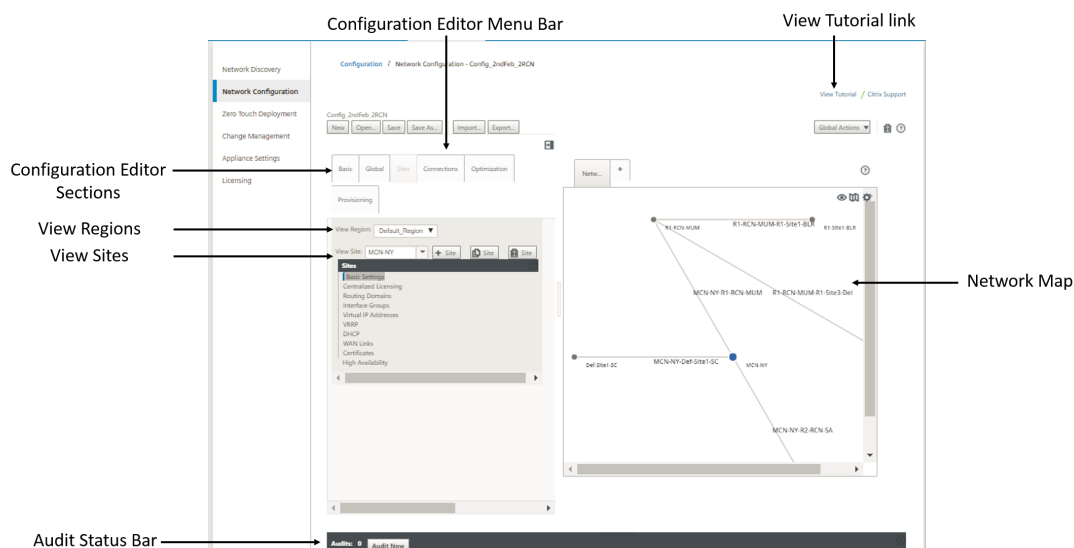 Configuration Editor Menu Bar
View Tutorial link
Network Discovery
Configuration / Network Configuration - Config_2ndFeb_2RCN
Network Configuration
View Tutorial / Citrix Support
Zero Touch Deployment
Config_2ndFeb_2RCN
New Open... Save Save As... Import... Export...
Global Actions
Change Management
Appliance Settings
Licensing
Configuration Editor
Sections
Basic Global Sites Connections Optimization
Netw... +
Provisioning
View Regions
View Region: Default_Region
View Sites
View Site: MCN-NY + Site Site Site
Sites
Basic Settings
Centralized Licensing
Routing Domains
Interface Groups
Virtual IP Addresses
VRRP
DHCP
WAN Links
Certificates
High Availability
R1-RCN-MUM
R1-RCN-MUM-R1-Site1-BLR
R1-Site1-BLR
MCN-NY-R1-RCN-MUM
R1-RCN-MUM-R1-Site3-Del
Network Map
Def-Site1-SC
MCN-NY-Def-Site1-SC
MCN-NY
MCN-NY-R2-RCN-SA
Audit Status Bar
Audits: 0 Audit Now